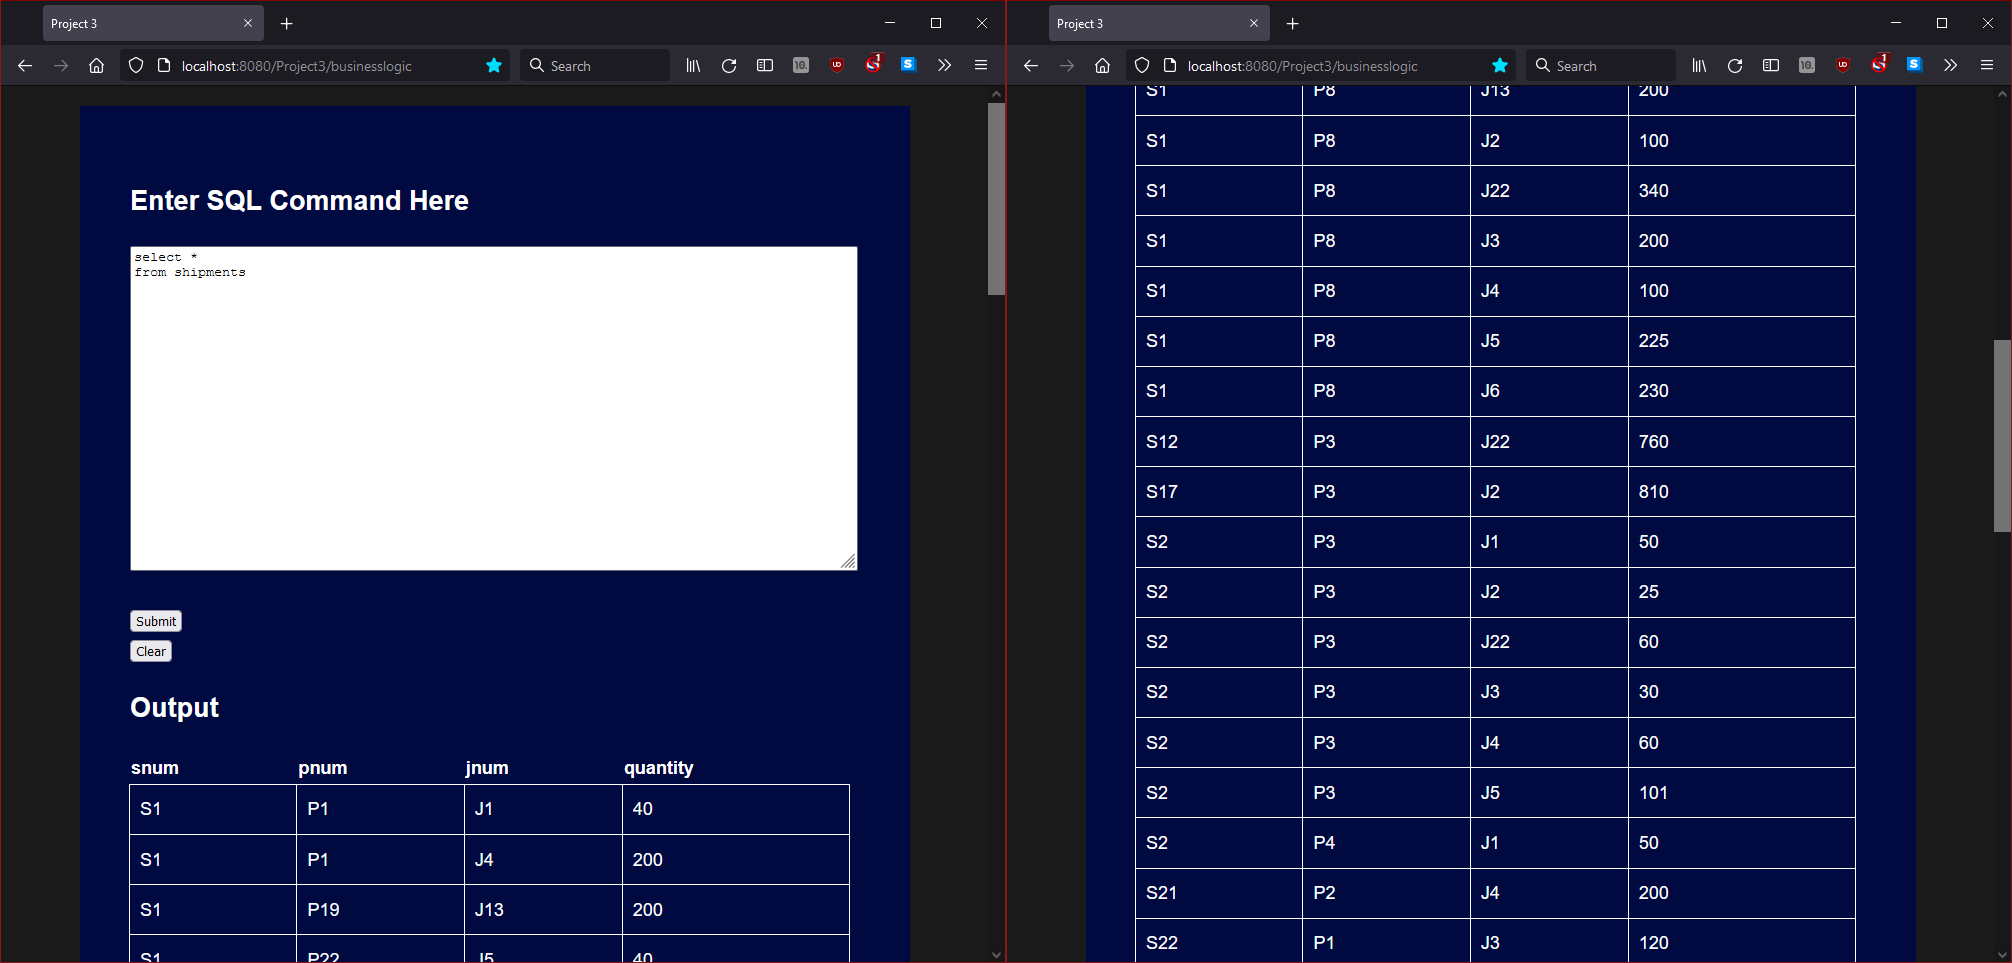 Project 3
localhost:8080/Project3/businesslogic
Search
1
Enter SQL Command Here
select *
from shipments
Submit
Clear
Output
snum pnum jnum quantity
S1 P1 J1 40
S1 P1 J4 200
S1 P19 J13 200
S1 P22 J5 40
Project 3
localhost:8080/Project3/businesslogic
Search
1
S1 P8 J13 200
S1 P8 J2 100
S1 P8 J22 340
S1 P8 J3 200
S1 P8 J4 100
S1 P8 J5 225
S1 P8 J6 230
S12 P3 J22 760
S17 P3 J2 810
S2 P3 J1 50
S2 P3 J2 25
S2 P3 J22 60
S2 P3 J3 30
S2 P3 J4 60
S2 P3 J5 101
S2 P4 J1 50
S21 P2 J4 200
S22 P1 J3 120